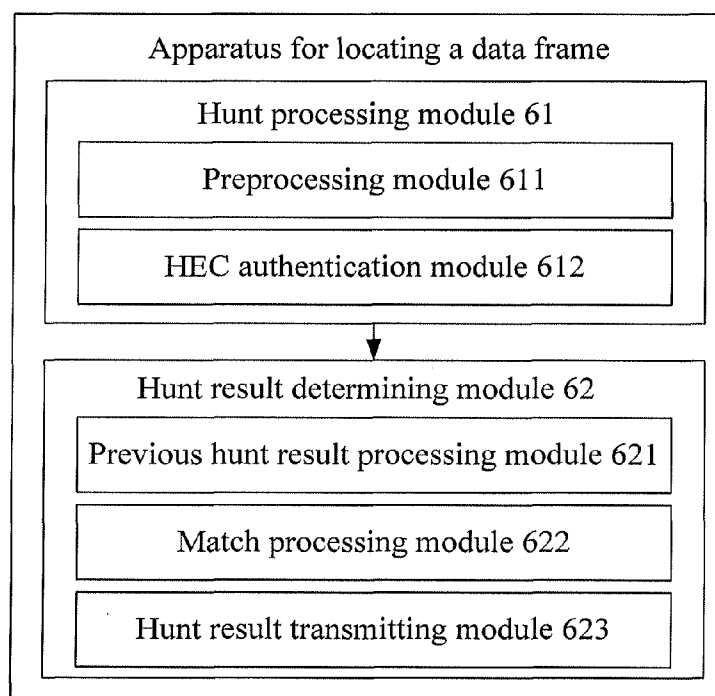 Apparatus for locating a data frame
Hunt processing module 61
Preprocessing module 611
HEC authentication module 612
Hunt result determining module 62
Previous hunt result processing module 621
Match processing module 622
Hunt result transmitting module 623